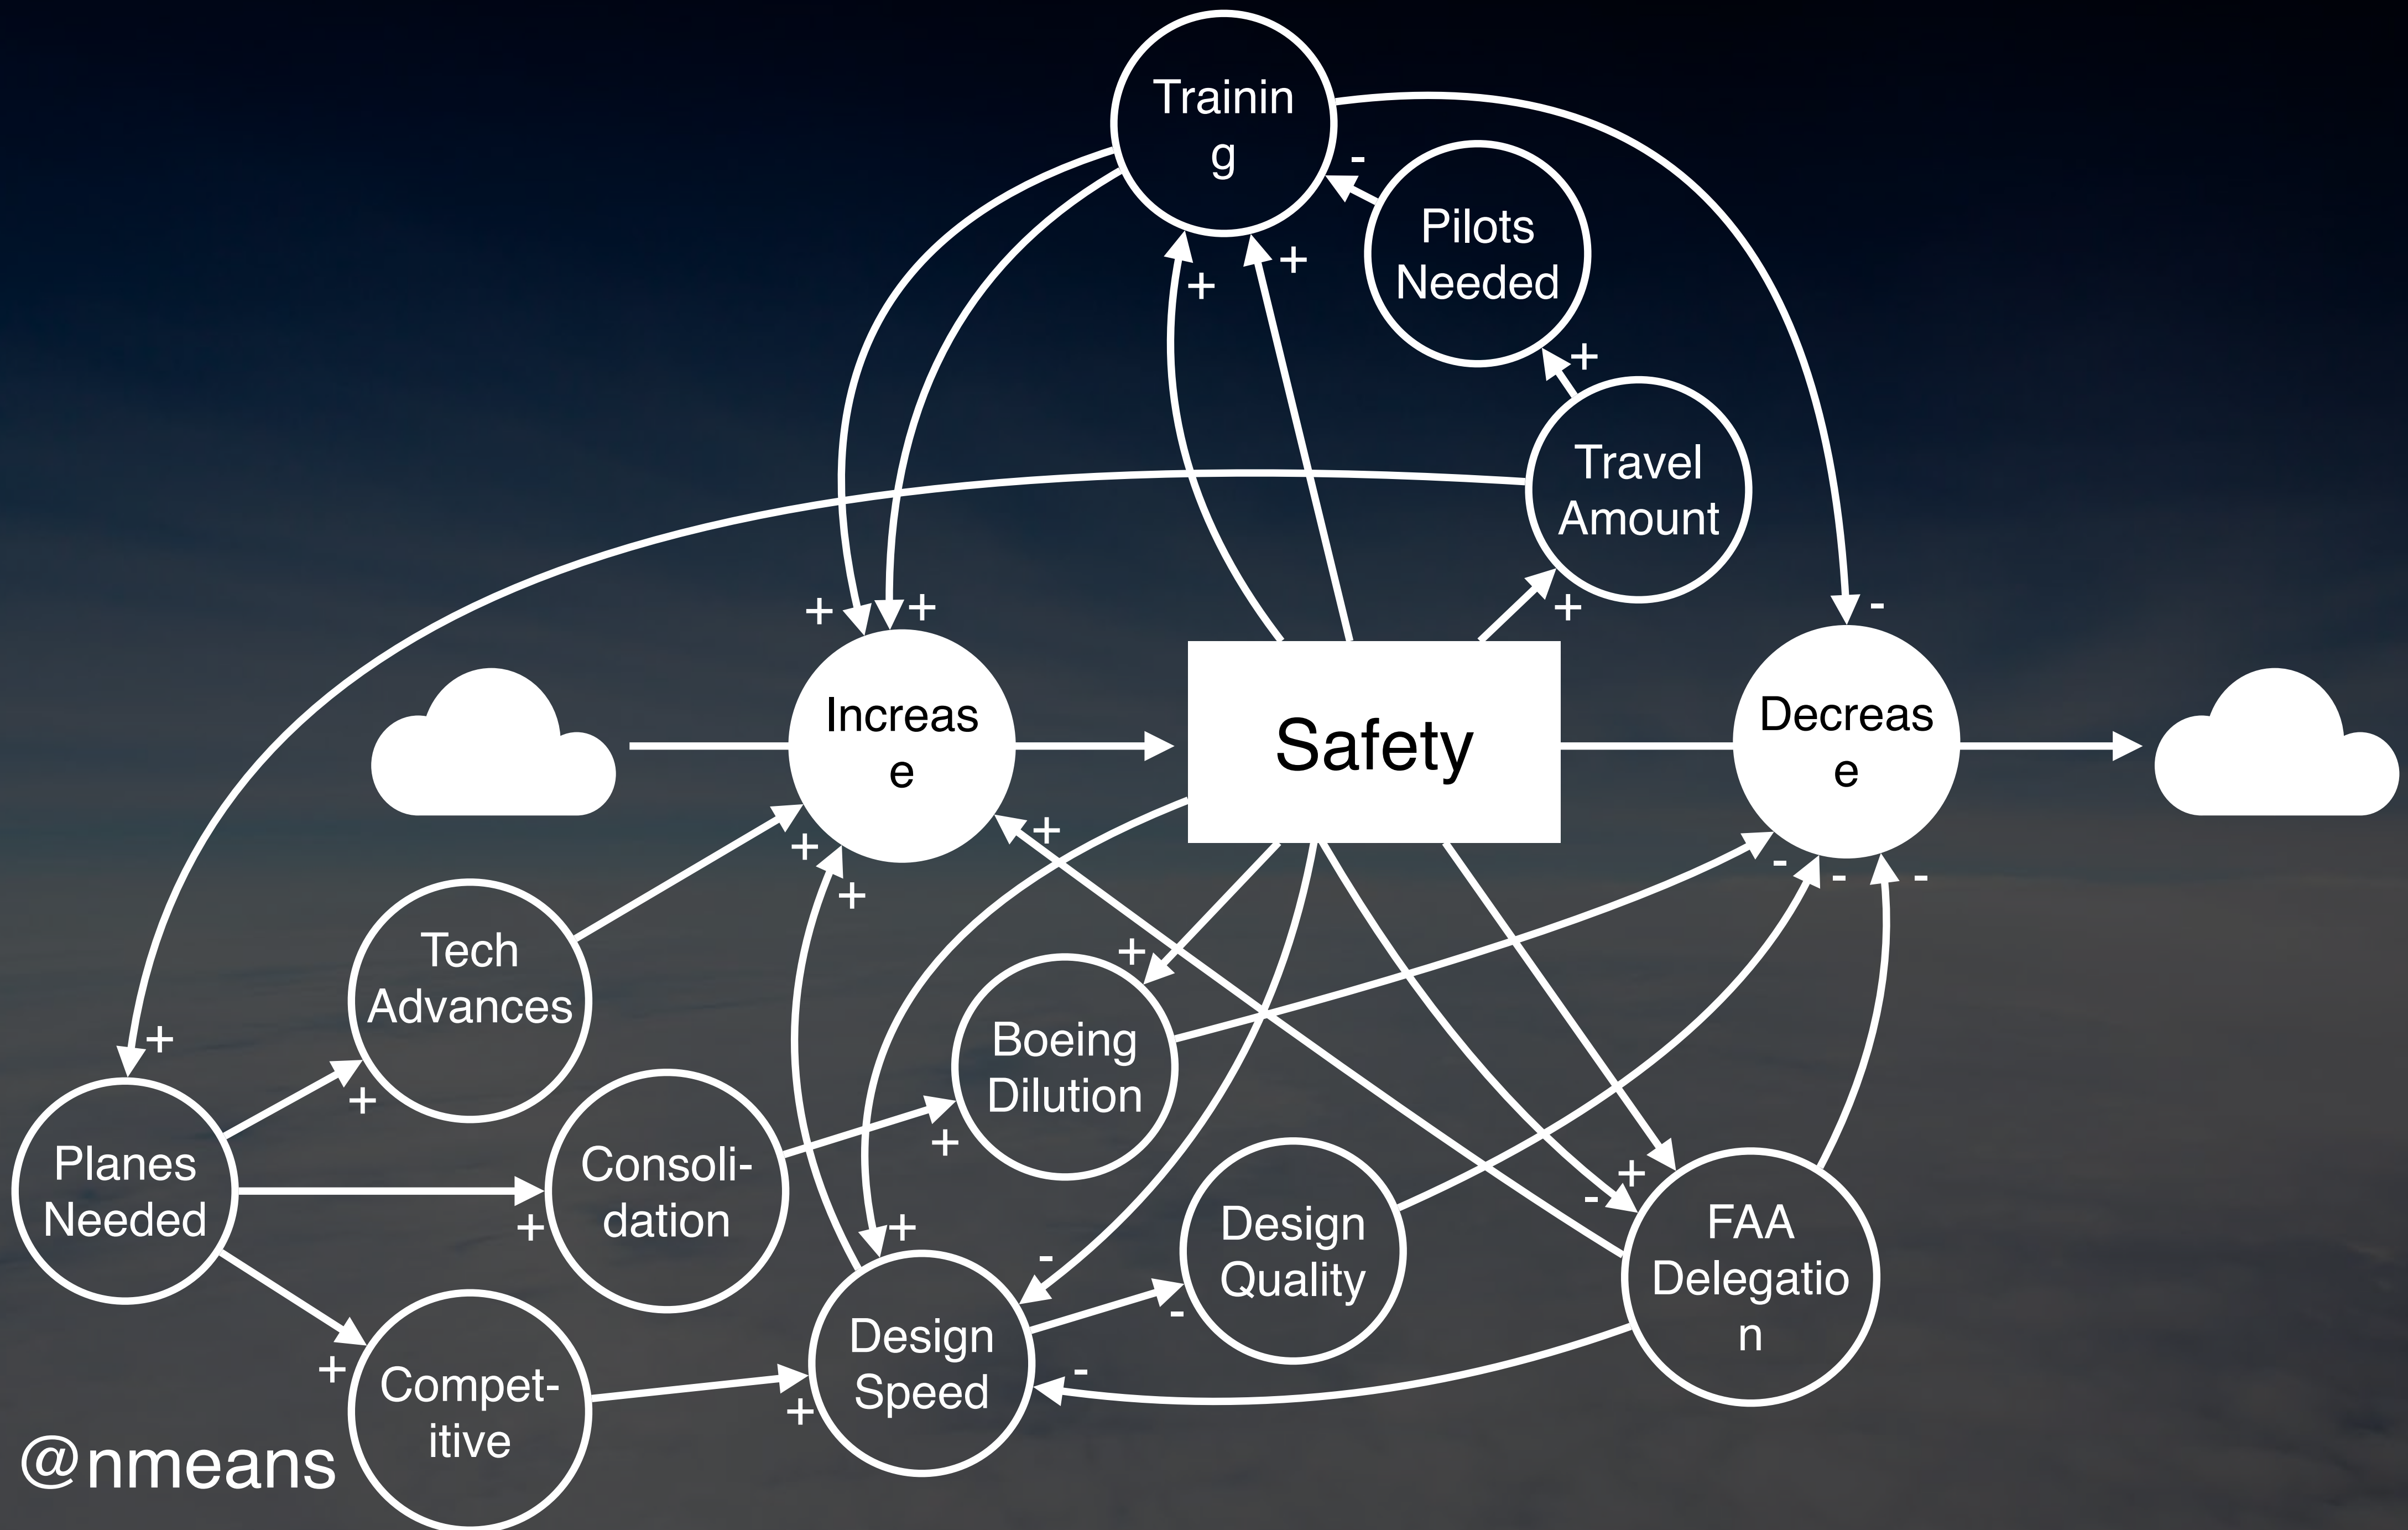 Trainin
g
-
Pilots
Needed
+
+
+
Travel
Amount
+
+
+
-
Increas
e
Safety
Decreas
e
+
+
+
-
-
-
Tech
Advances
+
+
Boeing
Dilution
+
+
Planes
Needed
+
Consoli-
dation
+
+
-
Design
Quality
-
+
-
FAA
Delegatio
n
+
Compet-
itive
+
Design
Speed
-
@nmeans